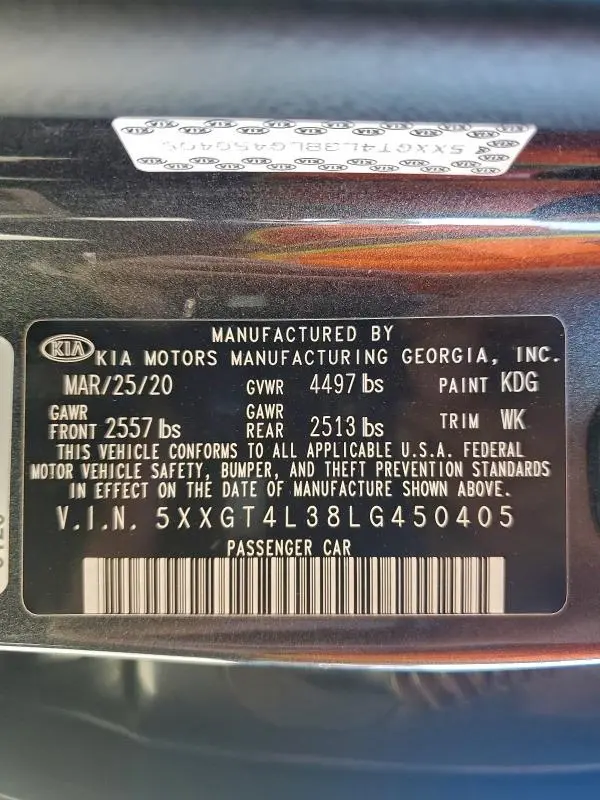 5XXGT4L38LG450405
MANUFACTURED BY
KIA KIA MOTORS MANUFACTURING GEORGIA, INC.
MAR/25/20 GVWR 4497 lbs PAINT KDG
GAWR FRONT 2557 lbs GAWR REAR 2513 lbs TRIM WK
THIS VEHICLE CONFORMS TO ALL APPLICABLE U.S.A. FEDERAL
MOTOR VEHICLE SAFETY, BUMPER, AND THEFT PREVENTION STANDARDS
IN EFFECT ON THE DATE OF MANUFACTURE SHOWN ABOVE.
V.I.N. 5XXGT4L38LG450405
PASSENGER CAR